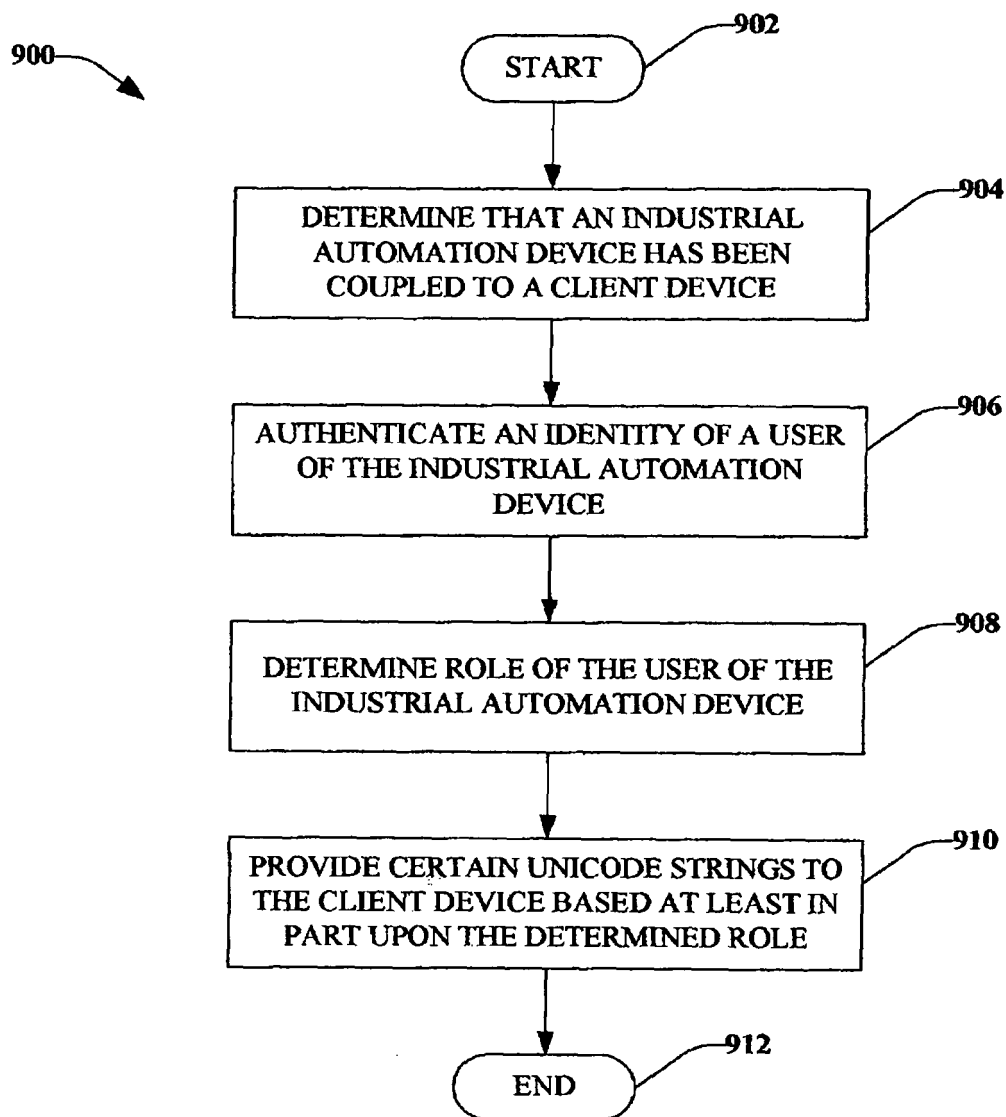 900
902
START
904
DETERMINE THAT AN INDUSTRIAL
AUTOMATION DEVICE HAS BEEN
COUPLED TO A CLIENT DEVICE
906
AUTHENTICATE AN IDENTITY OF A USER
OF THE INDUSTRIAL AUTOMATION
DEVICE
908
DETERMINE ROLE OF THE USER OF THE
INDUSTRIAL AUTOMATION DEVICE
910
PROVIDE CERTAIN UNICODE STRINGS TO
THE CLIENT DEVICE BASED AT LEAST IN
PART UPON THE DETERMINED ROLE
912
END